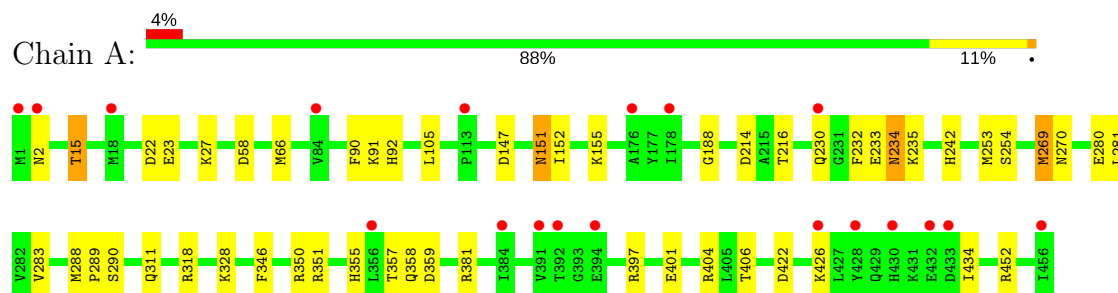 4%
Chain A:
88% 11% •
M1 N2 T15 M18 D22 E23 K27 D58 M66 V84 F90 K91 H92 L105 P113 D147 N151 I152 K155 A176 Y177 I178 G188 D214 A215 T216 Q230 G231 F232 E233 N234 K235 H242 M253 S254 M269 N270 E280 L281
V282 V283 M288 P289 S290 Q311 R318 K328 F346 R350 R351 H355 L356 T357 Q358 D359 R381 I384 V391 T392 G393 E394 R397 E401 R404 L405 T406 D422 K426 L427 Y428 Q429 H430 K431 E432 D433 I434 R452 I456